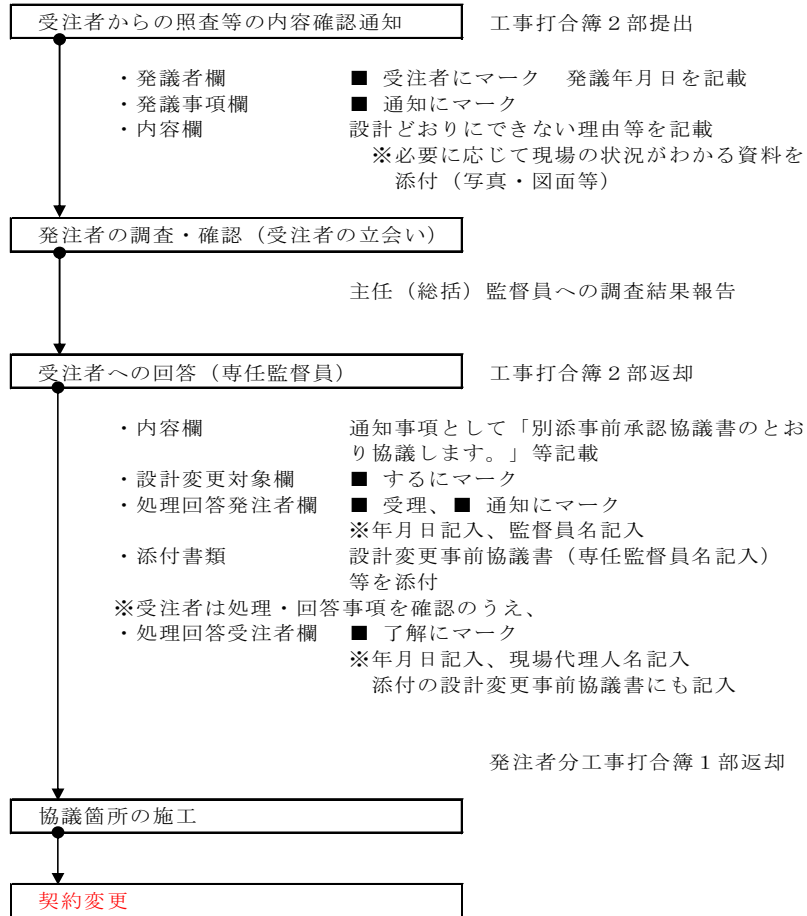 受注者からの照査等の内容確認通知　工事打合簿２部提出
・発議者欄　■ 受注者にマーク　発議年月日を記載
・発議事項欄　■ 通知にマーク
・内容欄　設計どおりにできない理由等を記載
※必要に応じて現場の状況がわかる資料を
添付（写真・図面等）
発注者の調査・確認（受注者の立会い）
主任（総括）監督員への調査結果報告
受注者への回答（専任監督員）　工事打合簿２部返却
・内容欄　通知事項として「別添事前承認協議書のとお
り協議します。」等記載
・設計変更対象欄　■ するにマーク
・処理回答発注者欄　■ 受理、■ 通知にマーク
※年月日記入、監督員名記入
・添付書類　設計変更事前協議書（専任監督員名記入）
等を添付
※受注者は処理・回答事項を確認のうえ、
・処理回答受注者欄　■ 了解にマーク
※年月日記入、現場代理人名記入
添付の設計変更事前協議書にも記入
発注者分工事打合簿１部返却
協議箇所の施工
契約変更